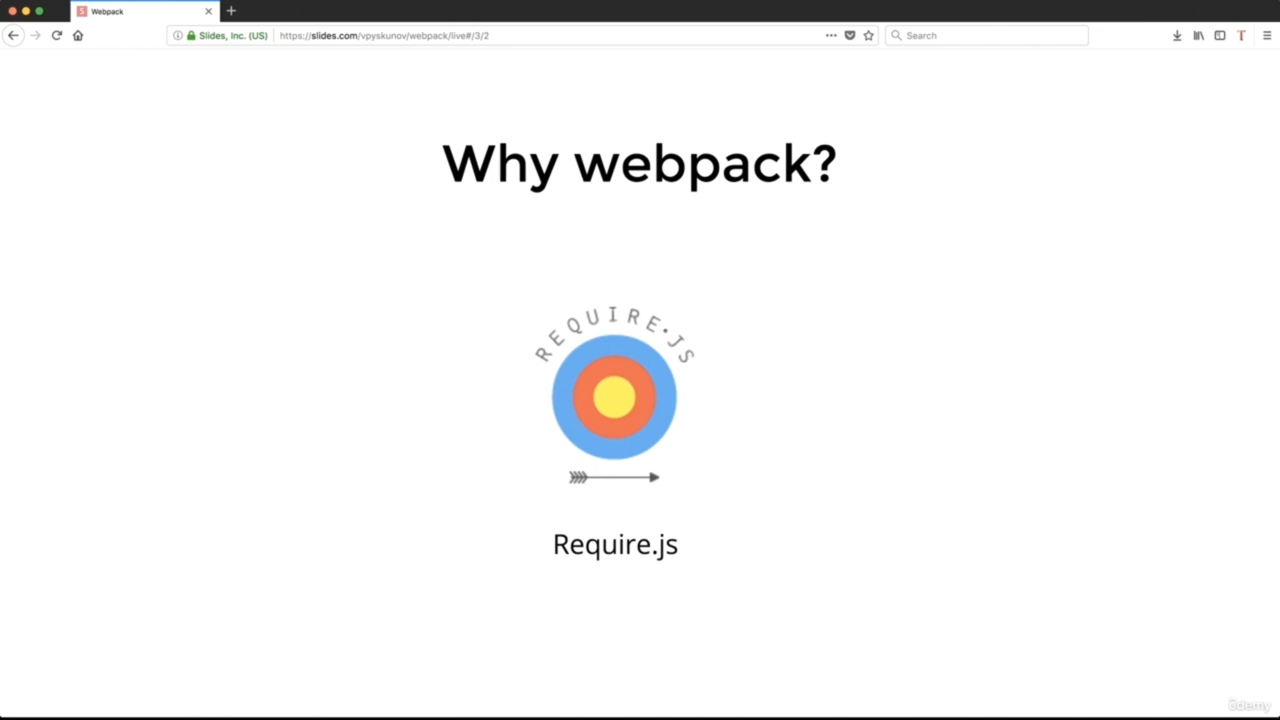 Webpack
Slides, Inc. (US)
https://slides.com/vpyskunov/webpack/live#/3/2
Search
Why webpack?
REQUIRE•JS
Require.js
ûdemy